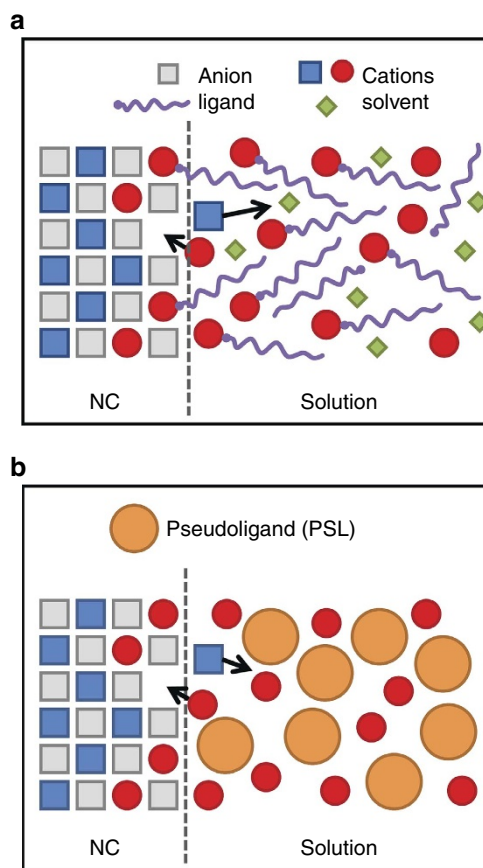 a
Anion
Cations
ligand
solvent
NC
Solution
b
Pseudoligand (PSL)
NC
Solution